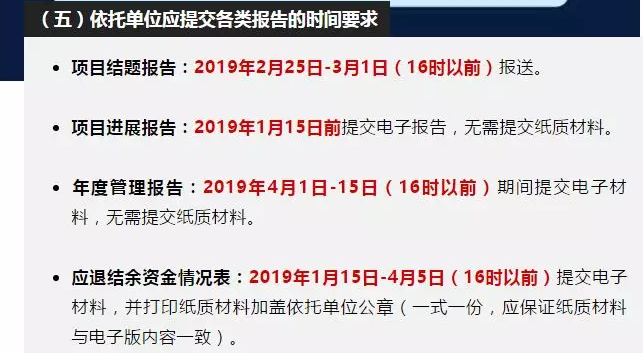 （五）依托单位应提交各类报告的时间要求
• 项目结题报告：2019年2月25日-3月1日（16时以前）报送。
• 项目进展报告：2019年1月15日前提交电子报告，无需提交纸质材料。
• 年度管理报告：2019年4月1日-15日（16时以前）期间提交电子材
料，无需提交纸质材料。
• 应退结余资金情况表：2019年1月15日-4月5日（16时以前）提交电子
材料，并打印纸质材料加盖依托单位公章（一式一份，应保证纸质材料
与电子版内容一致）。